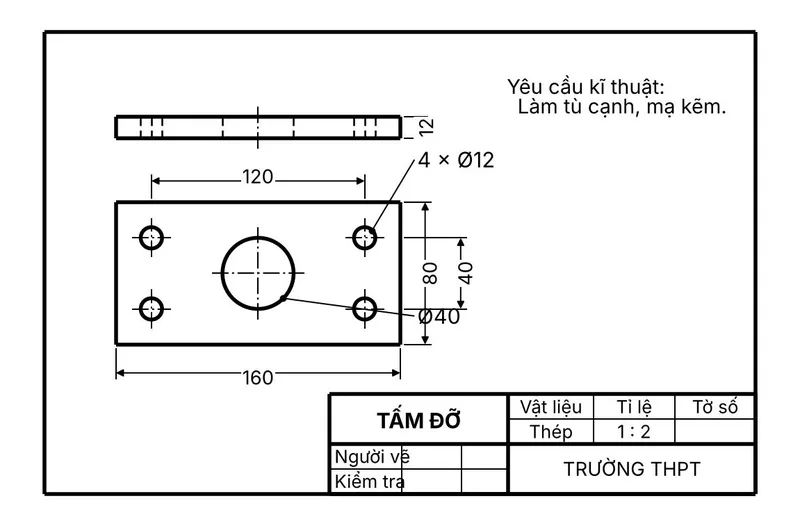 Yêu cầu kĩ thuật:
Làm tù cạnh, mạ kẽm.
12
4 × Ø12
120
80
40
Ø40
160
TẤM ĐỠ
Vật liệu
Tỉ lệ
Tờ số
Thép
1 : 2
Người vẽ
Kiểm tra
TRƯỜNG THPT